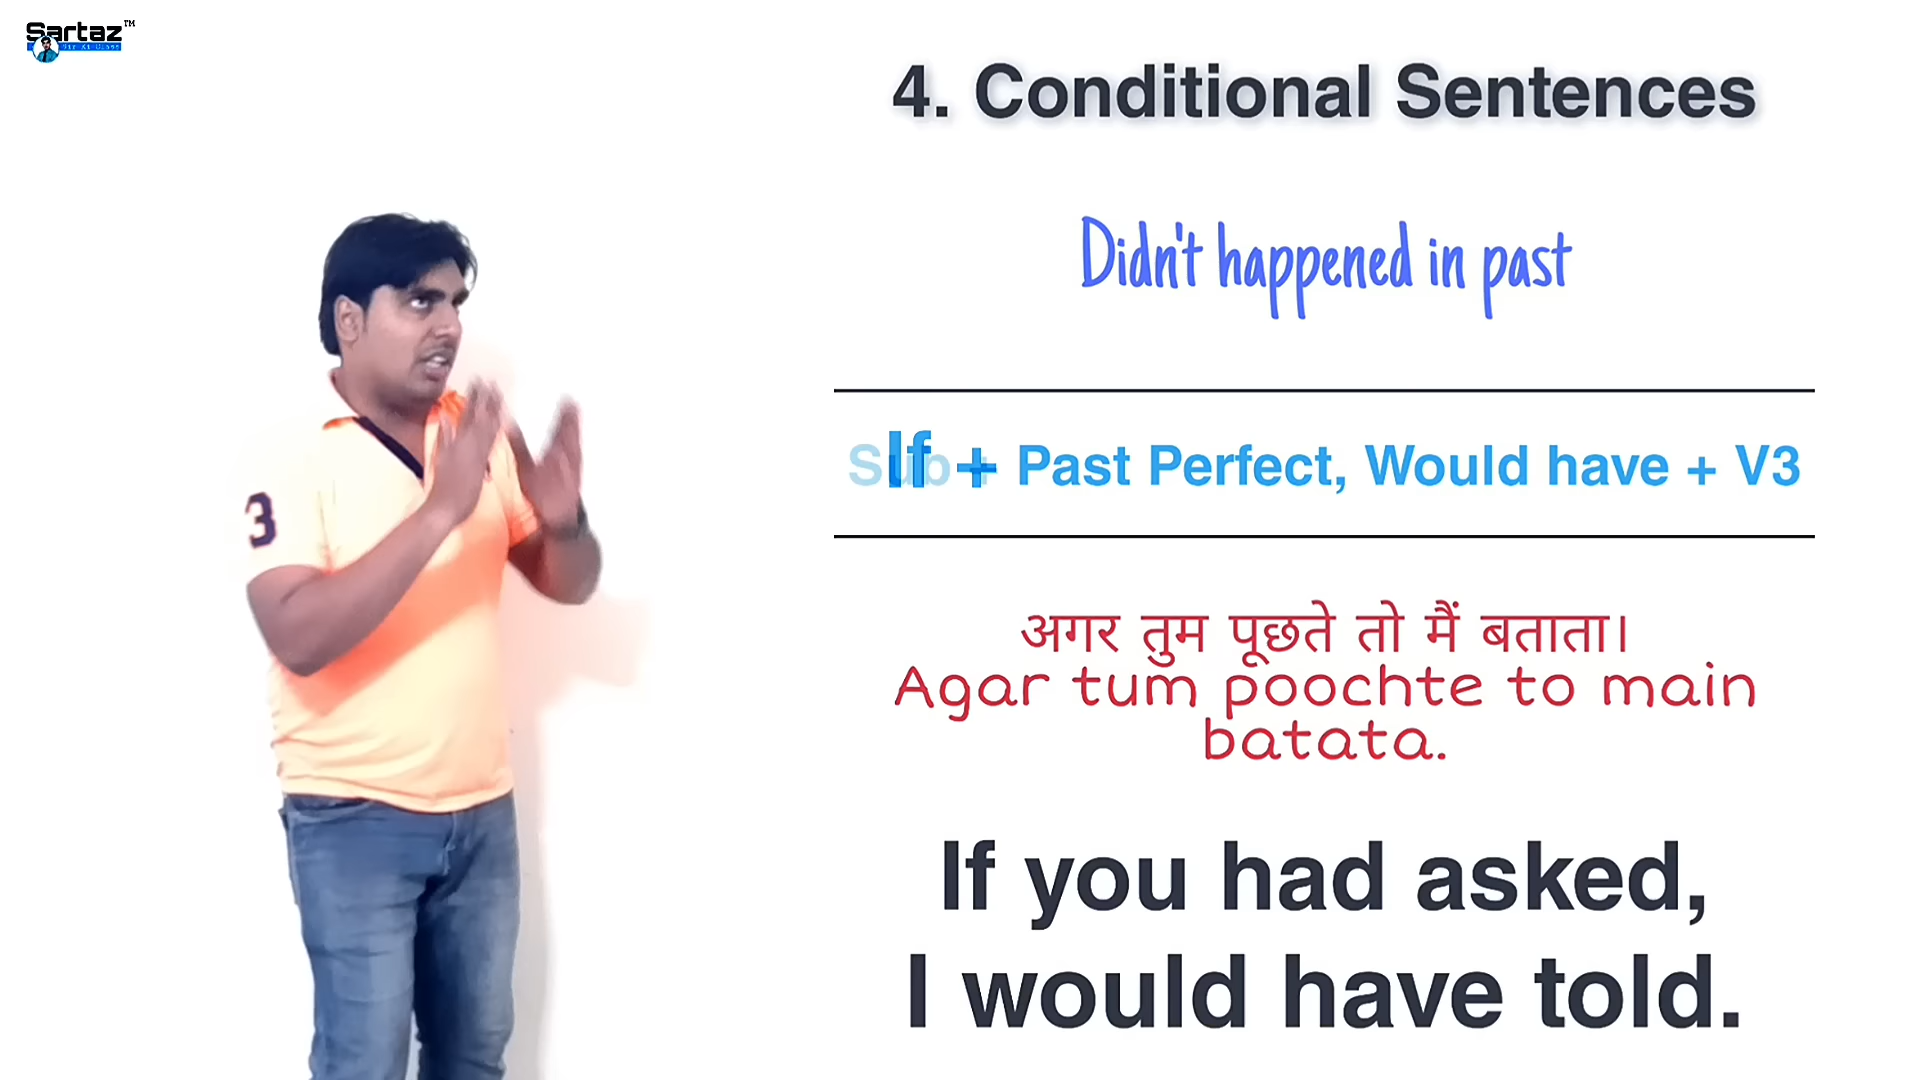 Sartaz™
4. Conditional Sentences
Didn't happened in past
If + Past Perfect, Would have + V3
अगर तुम पूछते तो मैं बताता।
Agar tum poochte to main
batata.
If you had asked,
I would have told.
3